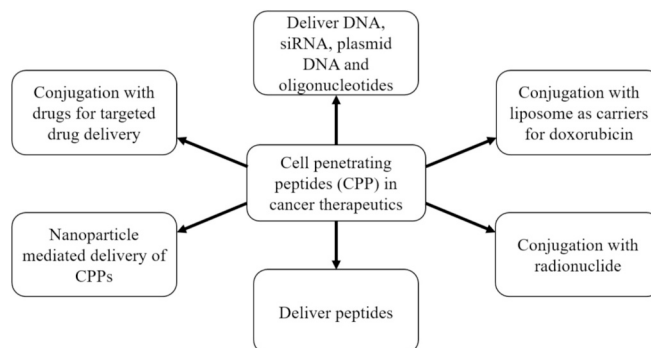 Deliver DNA,
siRNA, plasmid
DNA and
oligonucleotides
Conjugation with
drugs for targeted
drug delivery
Conjugation with
liposome as carriers
for doxorubicin
Cell penetrating
peptides (CPP) in
cancer therapeutics
Nanoparticle
mediated delivery of
CPPs
Conjugation with
radionuclide
Deliver peptides